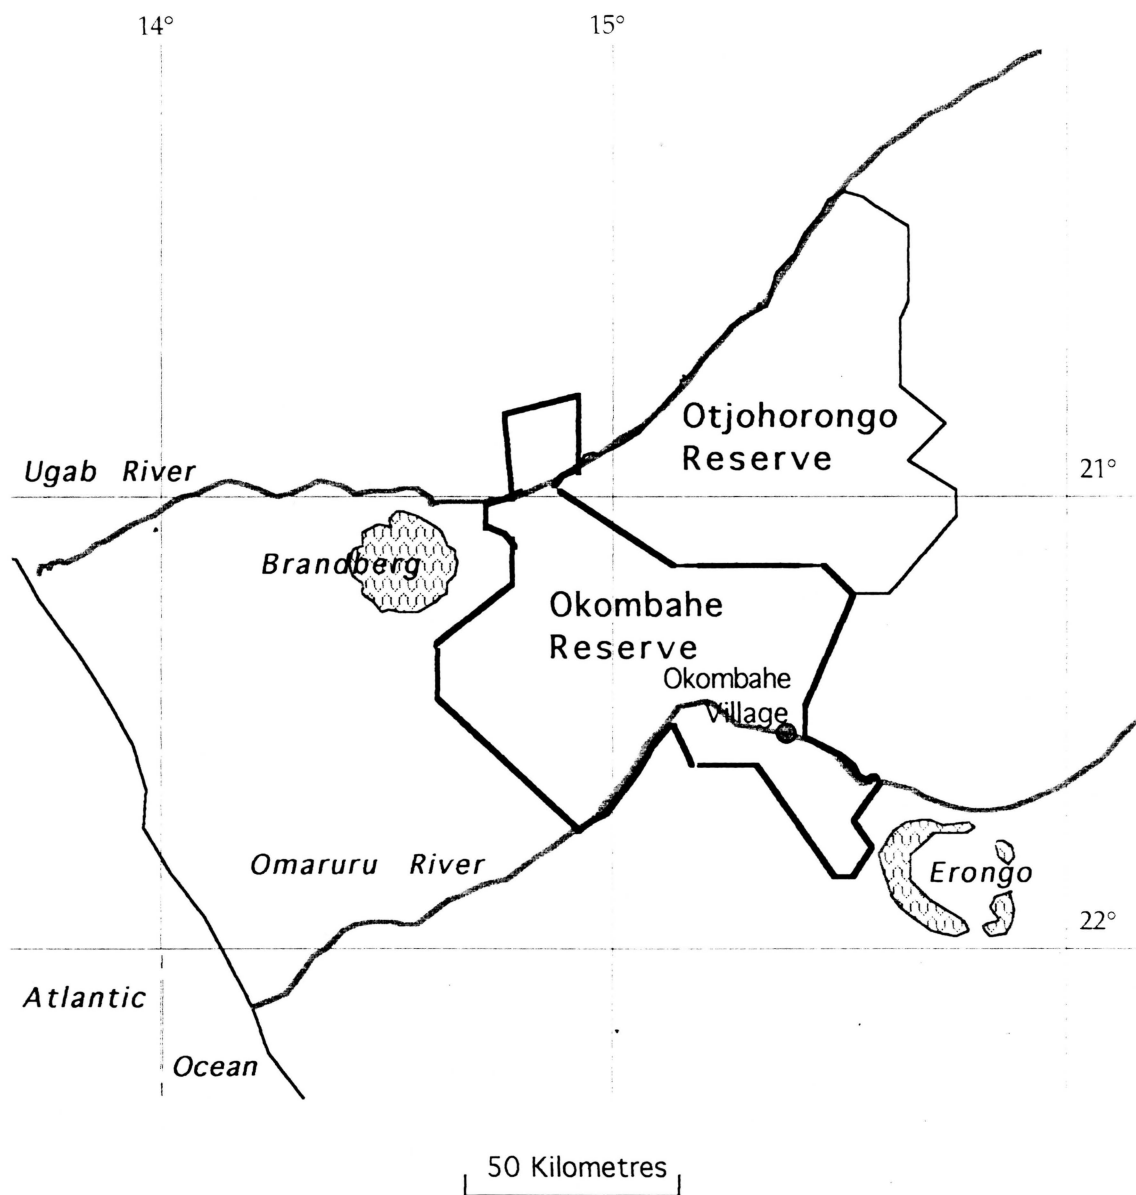 14°
15°
Otjohorongo
Reserve
Ugab River
21°
Brandberg
Okombahe
Reserve
Okombahe
Village
Omaruru River
Erongo
22°
Atlantic
Ocean
50 Kilometres